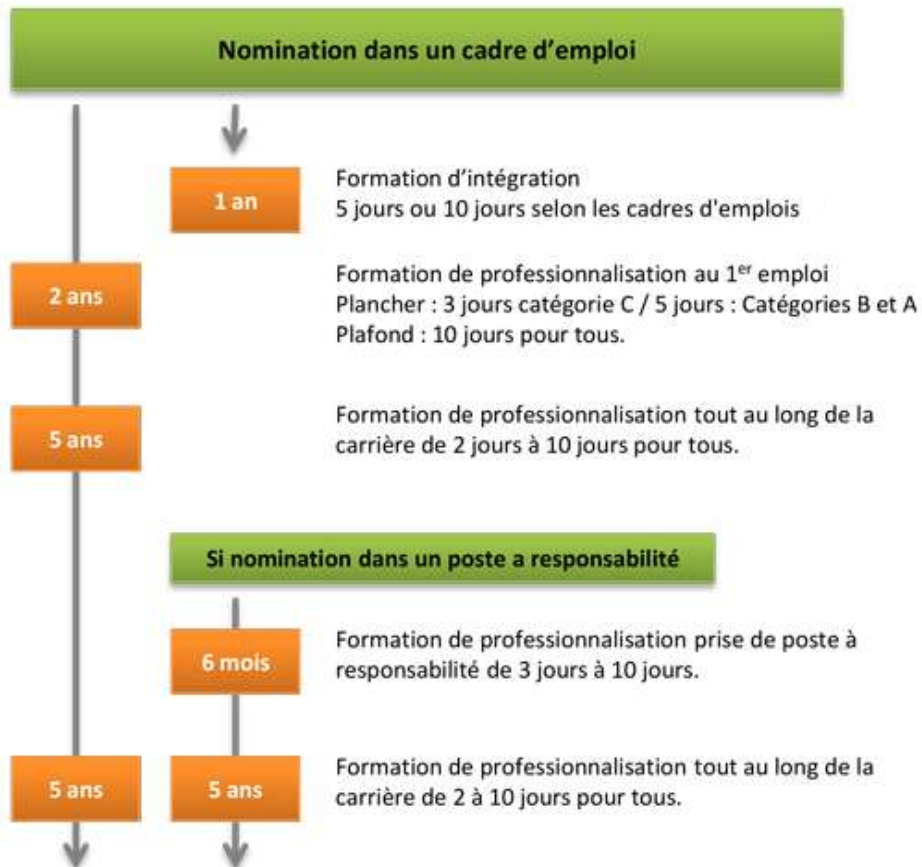 Nomination dans un cadre d’emploi
1 an
Formation d’intégration
5 jours ou 10 jours selon les cadres d'emplois
2 ans
Formation de professionnalisation au 1er emploi
Plancher : 3 jours catégorie C / 5 jours : Catégories B et A
Plafond : 10 jours pour tous.
5 ans
Formation de professionnalisation tout au long de la
carrière de 2 jours à 10 jours pour tous.
Si nomination dans un poste a responsabilité
6 mois
Formation de professionnalisation prise de poste à
responsabilité de 3 jours à 10 jours.
5 ans
5 ans
Formation de professionnalisation tout au long de la
carrière de 2 à 10 jours pour tous.